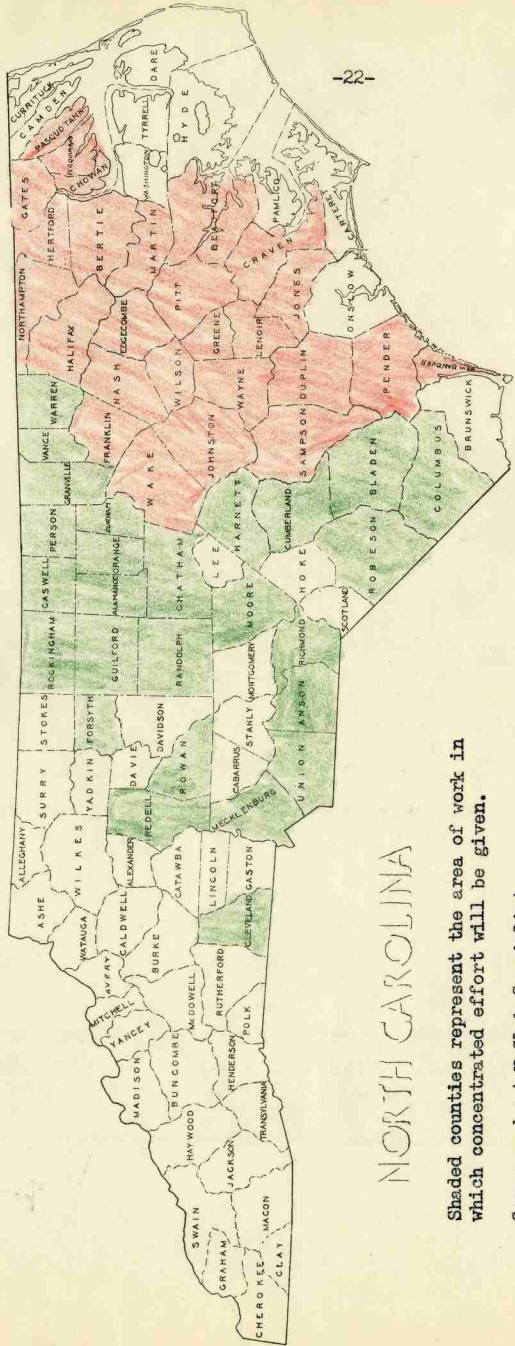 -22-
CHEROKEE
GRAHAM
CLAY
SWAIN
MACON
JACKSON
HAYWOOD
TRANSYLVANIA
MADISON
BUNCOMBE
HENDERSON
YANCEY
MITCHELL
AVERY
McDOWELL
RUTHERFORD
POLK
WATAUGA
CALDWELL
BURKE
CLEVELAND
ASHE
ALLEGHANY
WILKES
ALEXANDER
CATAWBA
LINCOLN
GASTON
SURRY
YADKIN
IREDELL
DAVIE
ROWAN
CABARRUS
MECKLENBURG
STOKES
FORSYTH
DAVIDSON
STANLY
UNION
ROCKINGHAM
GUILFORD
RANDOLPH
MONTGOMERY
ANSON
RICHMOND
CASWELL
ALAMANCE
ORANGE
CHATHAM
MOORE
LEE
HOKE
SCOTLAND
PERSON
DURHAM
GRANVILLE
VANCE
WARREN
FRANKLIN
WAKE
HARNETT
CUMBERLAND
ROBESON
BLADEN
COLUMBUS
BRUNSWICK
NEW HANOVER
PENDER
SAMPSON
DUPLIN
JOHNSTON
WAYNE
NASH
WILSON
HALIFAX
NORTHAMPTON
EDGECOMBE
PITT
GREENE
LENOIR
JONES
ONSLOW
CRAVEN
CARTERET
PAMLICO
BEAUFORT
MARTIN
BERTIE
HERTFORD
GATES
CHOWAN
PERQUIMANS
PASQUOTANK
CAMDEN
CURRITUCK
WASHINGTON
TYRRELL
DARE
HYDE
NORTH CAROLINA
Shaded counties represent the area of work in
which concentrated effort will be given.